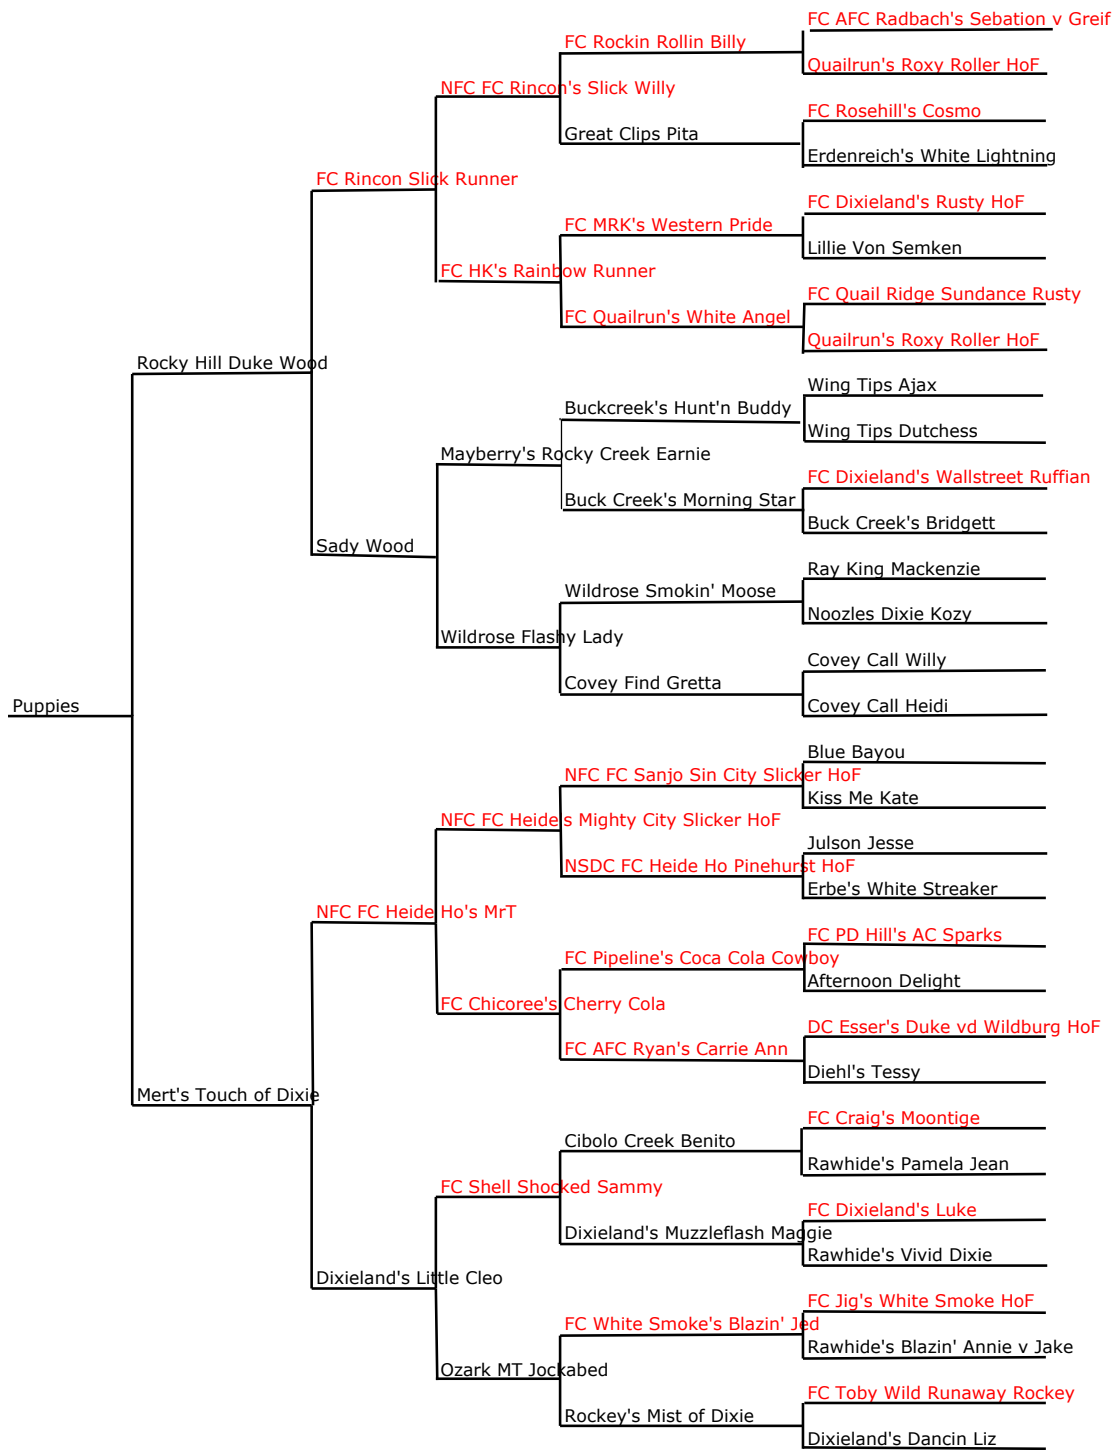 FC AFC Radbach's Sebation v Greif
FC Rockin Rollin Billy
Quailrun's Roxy Roller HoF
NFC FC Rincon's Slick Willy
FC Rosehill's Cosmo
Great Clips Pita
Erdenreich's White Lightning
FC Rincon Slick Runner
FC Dixieland's Rusty HoF
FC MRK's Western Pride
Lillie Von Semken
FC HK's Rainbow Runner
FC Quail Ridge Sundance Rusty
FC Quailrun's White Angel
Quailrun's Roxy Roller HoF
Rocky Hill Duke Wood
Wing Tips Ajax
Buckcreek's Hunt'n Buddy
Wing Tips Dutchess
Mayberry's Rocky Creek Earnie
FC Dixieland's Wallstreet Ruffian
Buck Creek's Morning Star
Buck Creek's Bridgett
Sady Wood
Ray King Mackenzie
Wildrose Smokin' Moose
Noozles Dixie Kozy
Wildrose Flashy Lady
Covey Call Willy
Covey Find Gretta
Covey Call Heidi
Puppies
Blue Bayou
NFC FC Sanjo Sin City Slicker HoF
Kiss Me Kate
NFC FC Heide's Mighty City Slicker HoF
Julson Jesse
NSDC FC Heide Ho Pinehurst HoF
Erbe's White Streaker
NFC FC Heide Ho's MrT
FC PD Hill's AC Sparks
FC Pipeline's Coca Cola Cowboy
Afternoon Delight
FC Chicoree's Cherry Cola
DC Esser's Duke vd Wildburg HoF
FC AFC Ryan's Carrie Ann
Diehl's Tessy
Mert's Touch of Dixie
FC Craig's Moontige
Cibolo Creek Benito
Rawhide's Pamela Jean
FC Shell Shocked Sammy
FC Dixieland's Luke
Dixieland's Muzzleflash Maggie
Rawhide's Vivid Dixie
Dixieland's Little Cleo
FC Jig's White Smoke HoF
FC White Smoke's Blazin' Jed
Rawhide's Blazin' Annie v Jake
Ozark MT Jockabed
FC Toby Wild Runaway Rockey
Rockey's Mist of Dixie
Dixieland's Dancin Liz